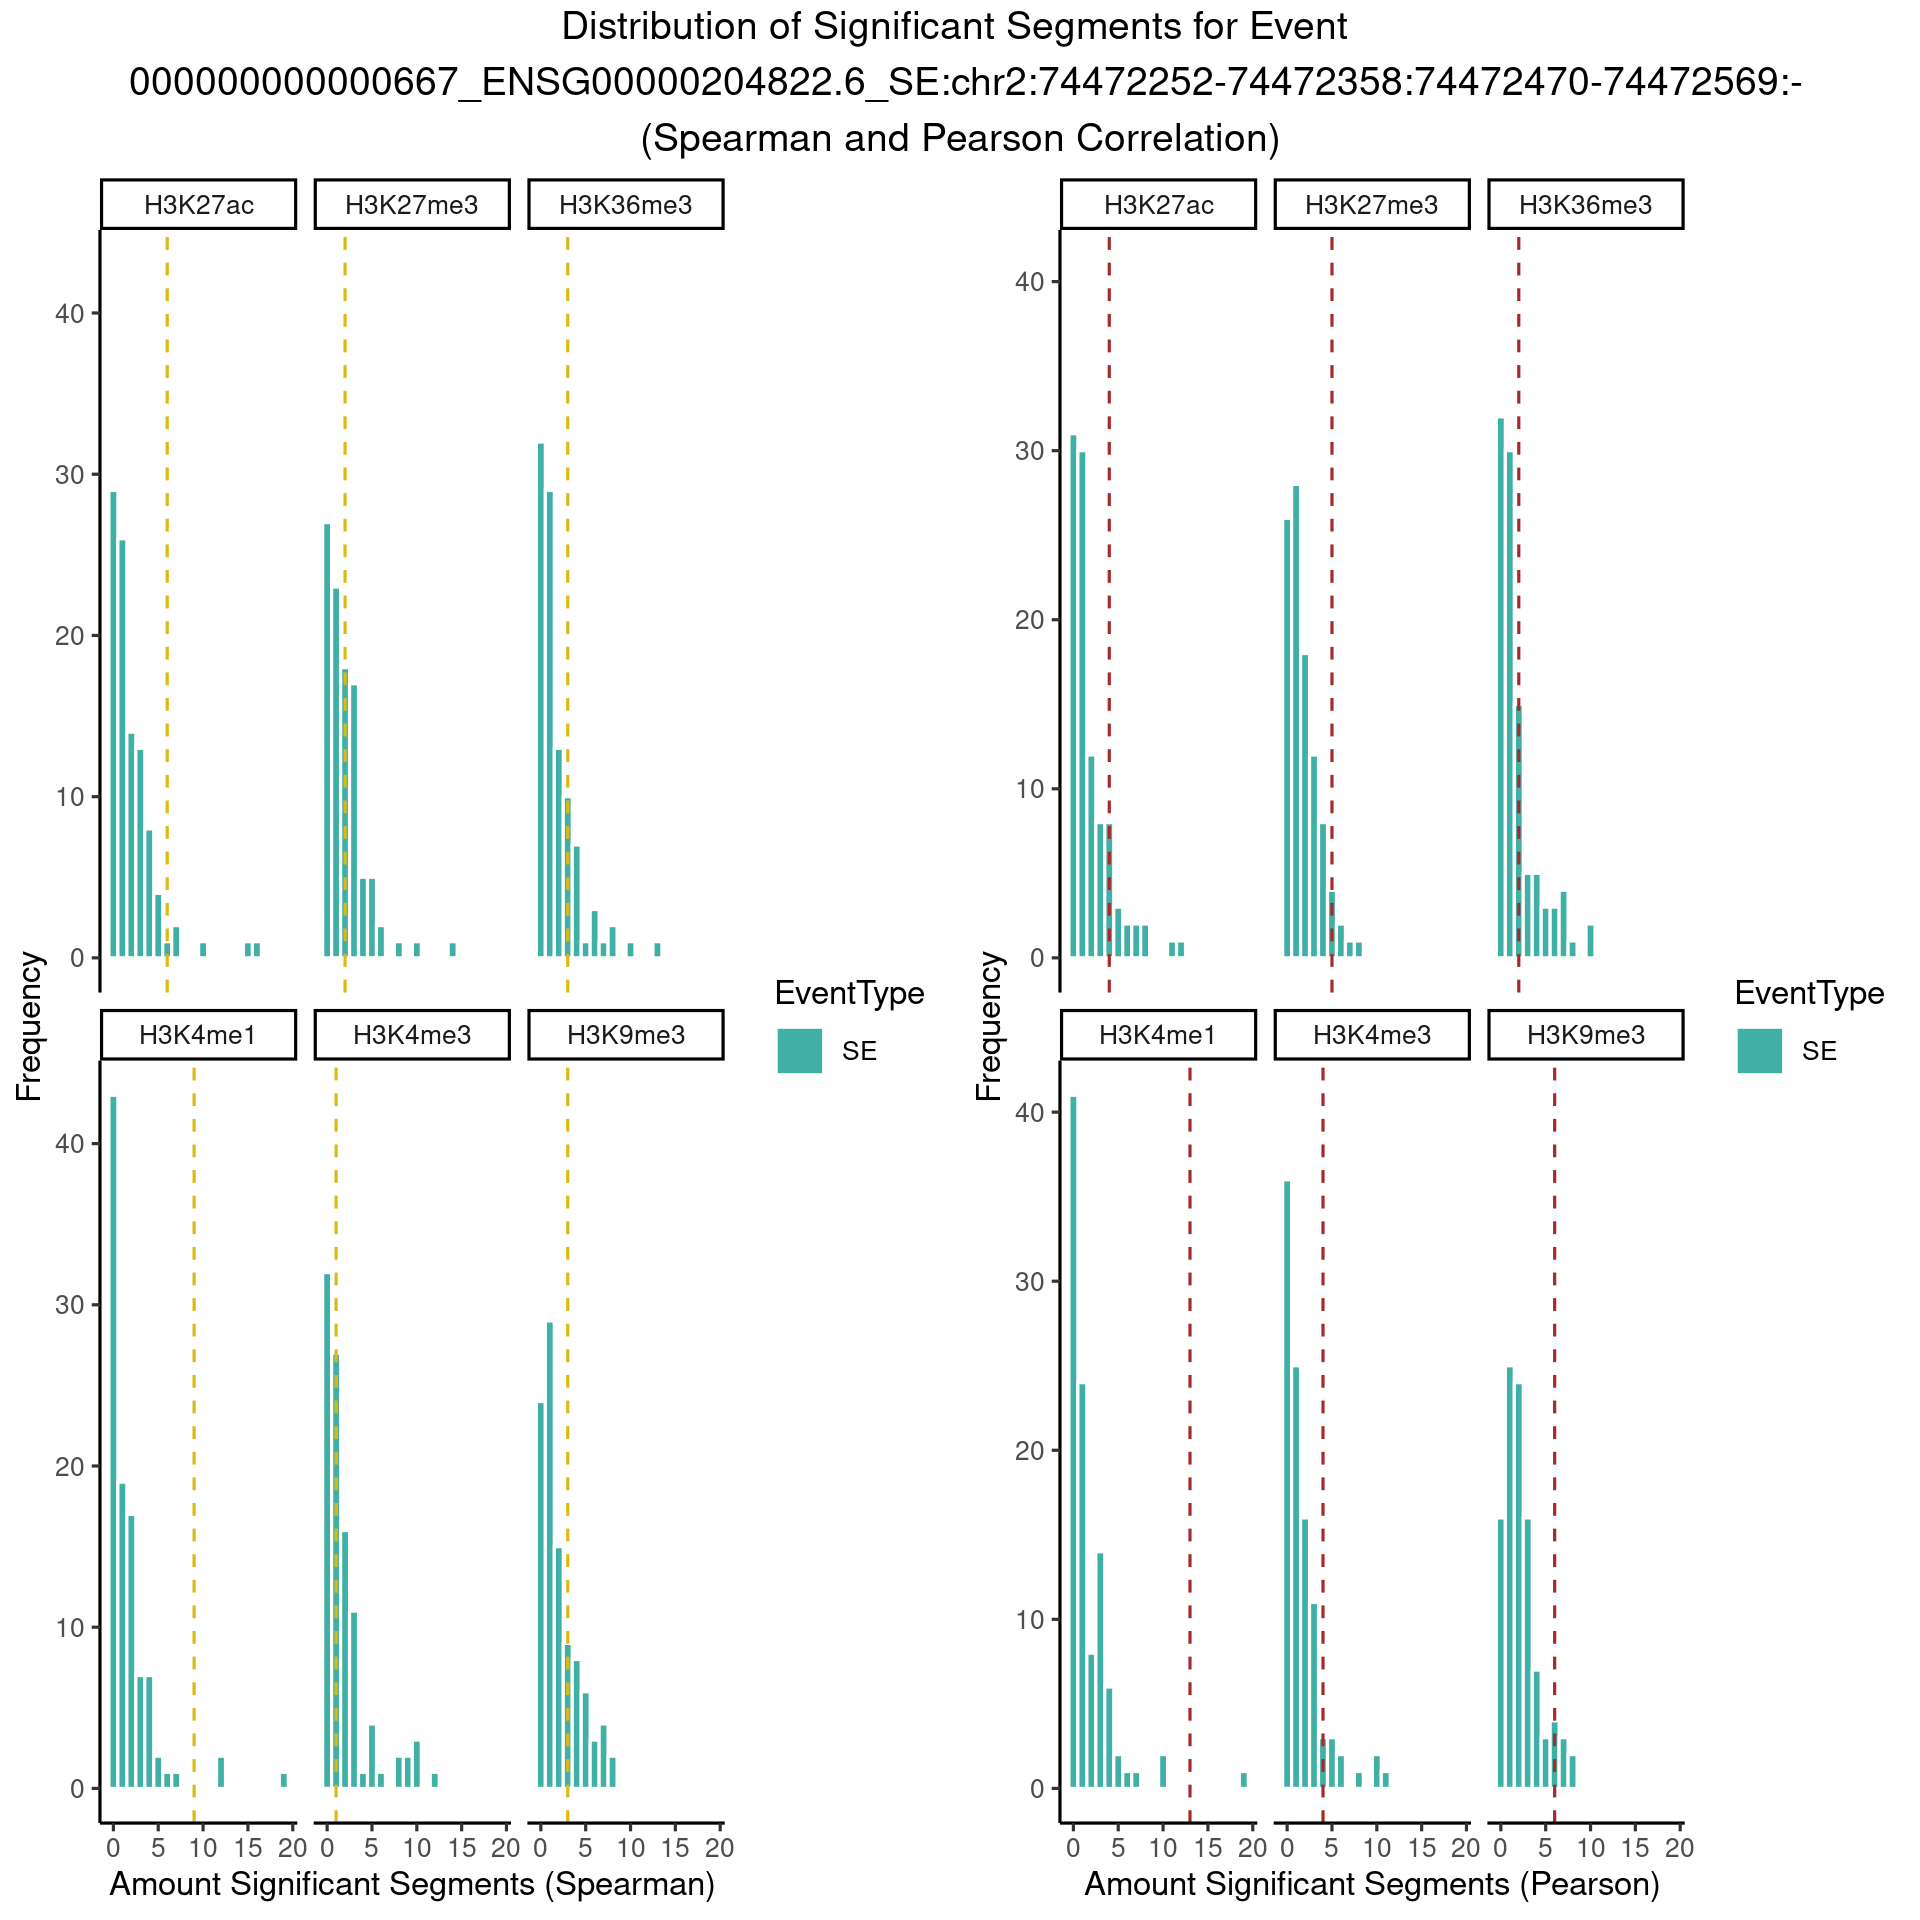 Distribution of Significant Segments for Event
000000000000667_ENSG00000204822.6_SE:chr2:74472252-74472358:74472470-74472569:-
(Spearman and Pearson Correlation)
H3K27ac H3K27me3 H3K36me3
40
30
20
10
0
H3K4me1 H3K4me3 H3K9me3
40
30
20
10
0
0 5 10 15 20 0 5 10 15 20 0 5 10 15 20
Frequency
Amount Significant Segments (Spearman)
EventType
SE
H3K27ac H3K27me3 H3K36me3
40
30
20
10
0
H3K4me1 H3K4me3 H3K9me3
40
30
20
10
0
0 5 10 15 20 0 5 10 15 20 0 5 10 15 20
Frequency
Amount Significant Segments (Pearson)
EventType
SE